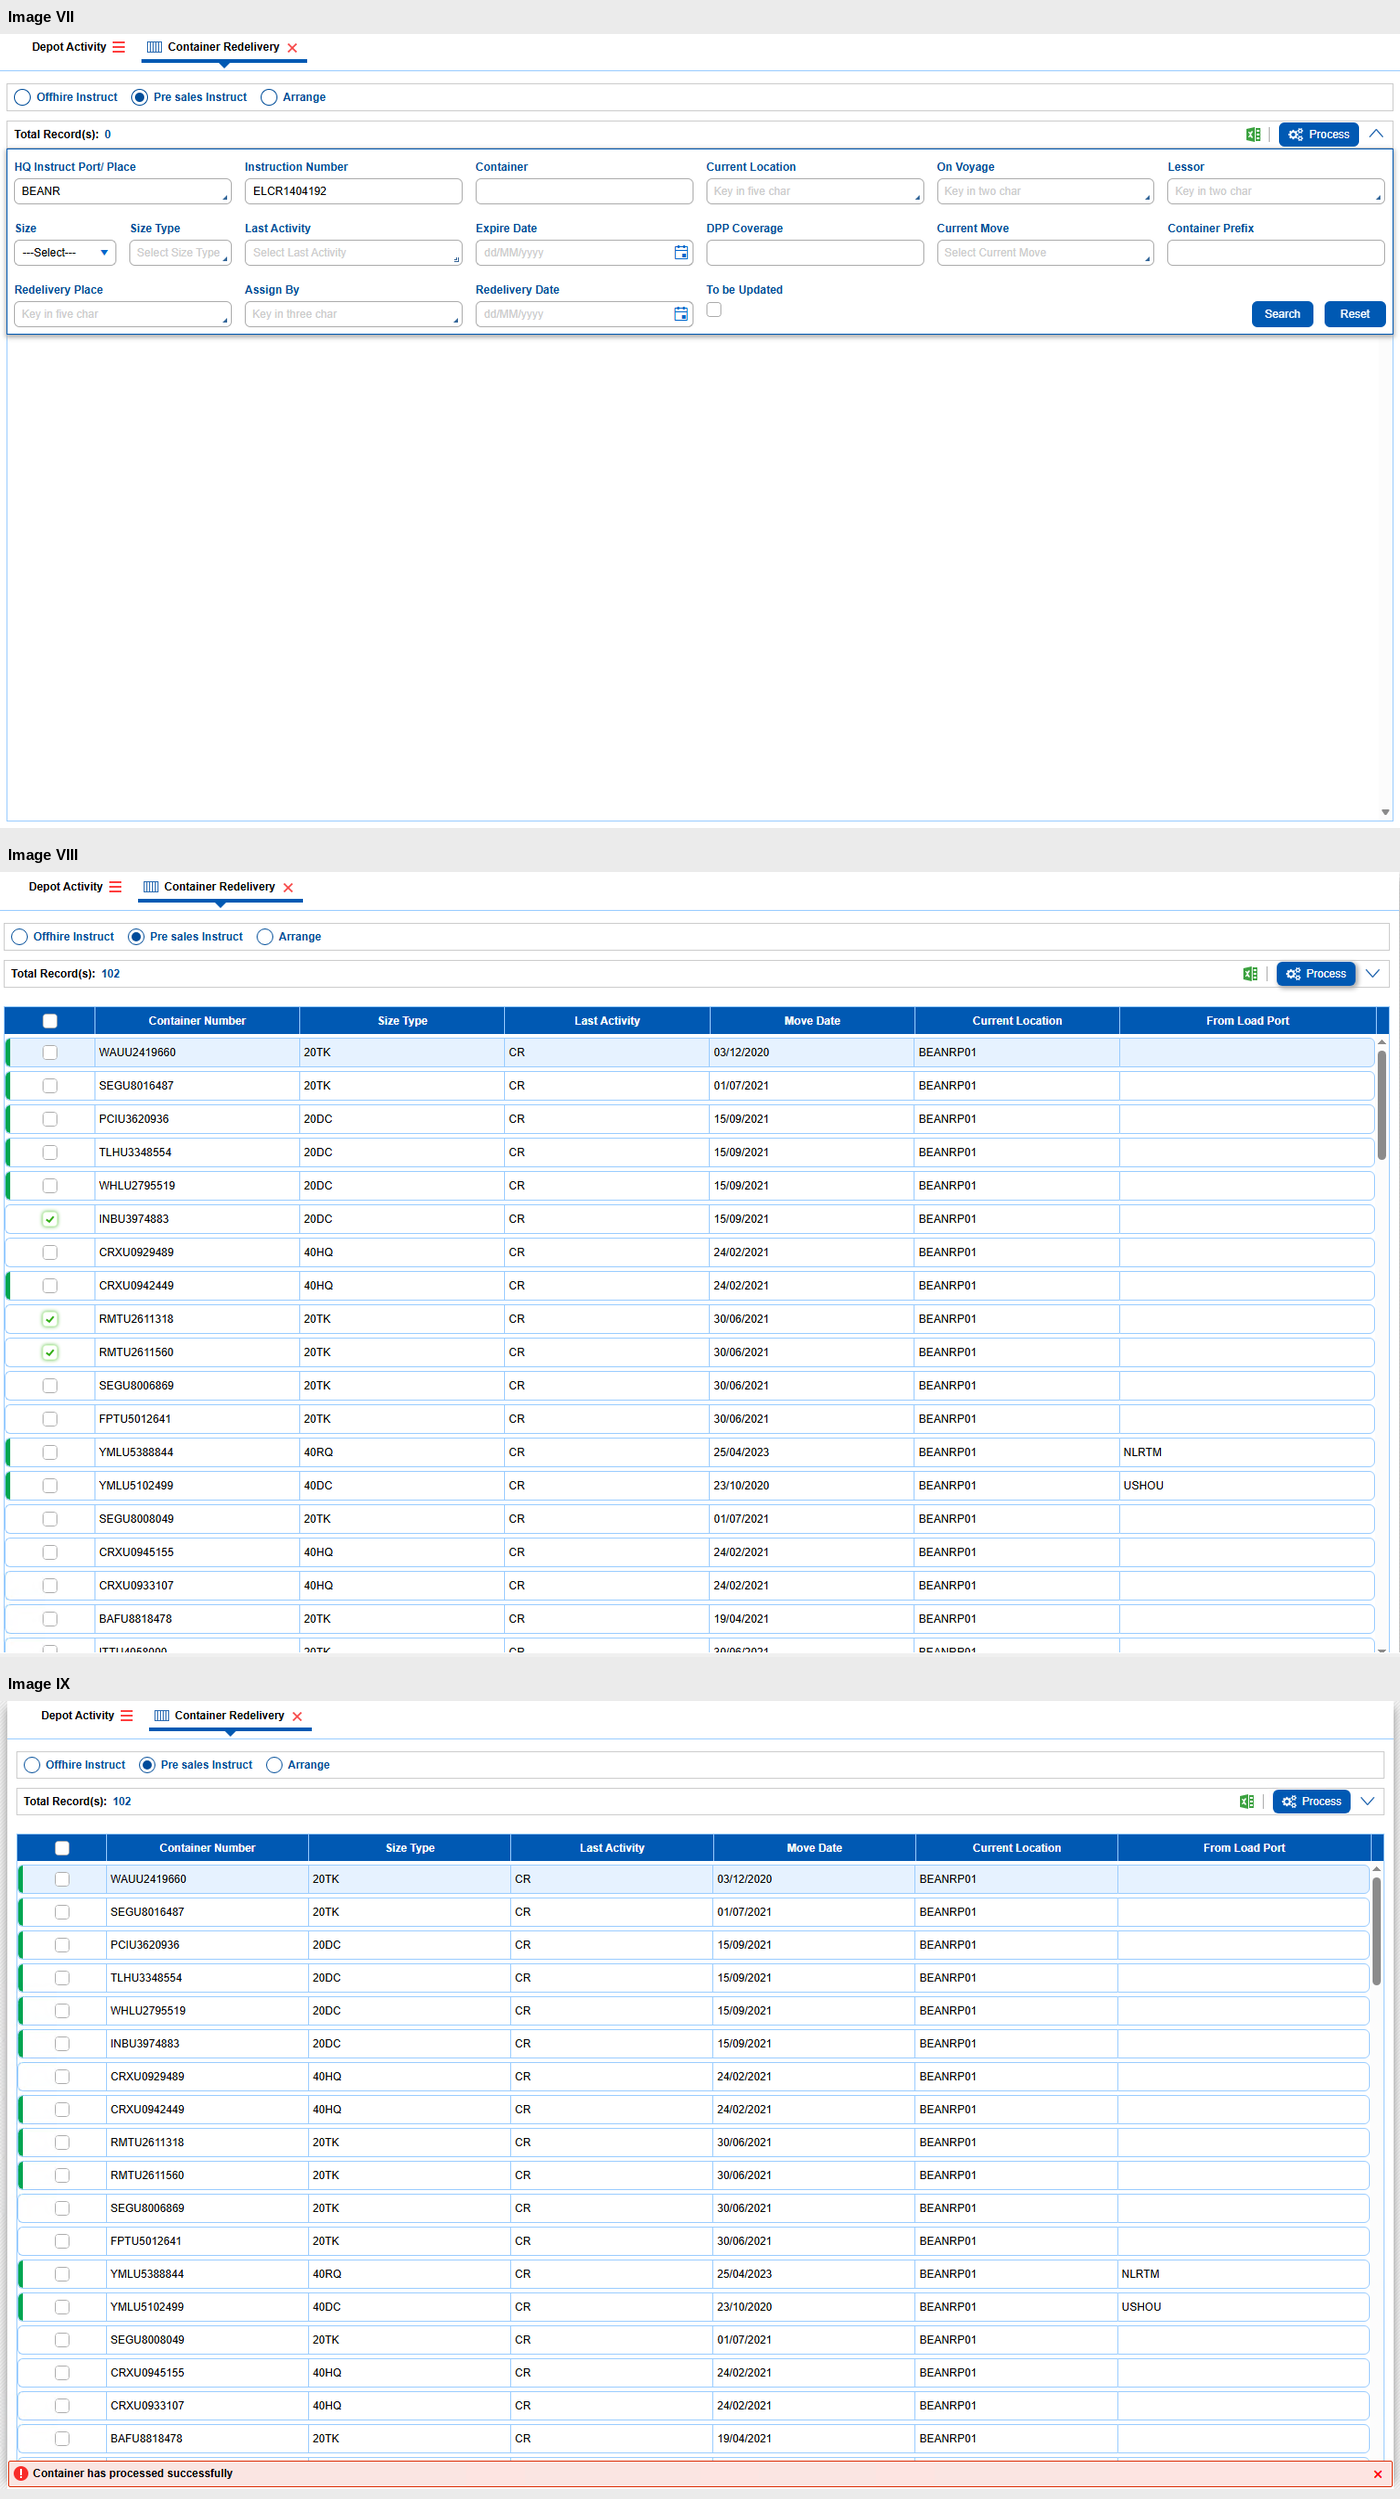 Image VII
Depot Activity Container Redelivery
Offhire Instruct Pre sales Instruct Arrange
Total Record(s): 0 Process
HQ Instruct Port/ Place Instruction Number Container Current Location On Voyage Lessor
BEANR ELCR1404192 Key in five char Key in two char Key in two char
Size Size Type Last Activity Expire Date DPP Coverage Current Move Container Prefix
---Select--- Select Size Type Select Last Activity dd/MM/yyyy Select Current Move
Redelivery Place Assign By Redelivery Date To be Updated
Key in five char Key in three char dd/MM/yyyy Search Reset
Image VIII
Depot Activity Container Redelivery
Offhire Instruct Pre sales Instruct Arrange
Total Record(s): 102 Process
Container Number Size Type Last Activity Move Date Current Location From Load Port
WAUU2419660 20TK CR 03/12/2020 BEANRP01
SEGU8016487 20TK CR 01/07/2021 BEANRP01
PCIU3620936 20DC CR 15/09/2021 BEANRP01
TLHU3348554 20DC CR 15/09/2021 BEANRP01
WHLU2795519 20DC CR 15/09/2021 BEANRP01
INBU3974883 20DC CR 15/09/2021 BEANRP01
CRXU0929489 40HQ CR 24/02/2021 BEANRP01
CRXU0942449 40HQ CR 24/02/2021 BEANRP01
RMTU2611318 20TK CR 30/06/2021 BEANRP01
RMTU2611560 20TK CR 30/06/2021 BEANRP01
SEGU8006869 20TK CR 30/06/2021 BEANRP01
FPTU5012641 20TK CR 30/06/2021 BEANRP01
YMLU5388844 40RQ CR 25/04/2023 BEANRP01 NLRTM
YMLU5102499 40DC CR 23/10/2020 BEANRP01 USHOU
SEGU8008049 20TK CR 01/07/2021 BEANRP01
CRXU0945155 40HQ CR 24/02/2021 BEANRP01
CRXU0933107 40HQ CR 24/02/2021 BEANRP01
BAFU8818478 20TK CR 19/04/2021 BEANRP01
20TK CR 30/06/2021 BEANRP01
Image IX
Depot Activity Container Redelivery
Offhire Instruct Pre sales Instruct Arrange
Total Record(s): 102 Process
Container Number Size Type Last Activity Move Date Current Location From Load Port
WAUU2419660 20TK CR 03/12/2020 BEANRP01
SEGU8016487 20TK CR 01/07/2021 BEANRP01
PCIU3620936 20DC CR 15/09/2021 BEANRP01
TLHU3348554 20DC CR 15/09/2021 BEANRP01
WHLU2795519 20DC CR 15/09/2021 BEANRP01
INBU3974883 20DC CR 15/09/2021 BEANRP01
CRXU0929489 40HQ CR 24/02/2021 BEANRP01
CRXU0942449 40HQ CR 24/02/2021 BEANRP01
RMTU2611318 20TK CR 30/06/2021 BEANRP01
RMTU2611560 20TK CR 30/06/2021 BEANRP01
SEGU8006869 20TK CR 30/06/2021 BEANRP01
FPTU5012641 20TK CR 30/06/2021 BEANRP01
YMLU5388844 40RQ CR 25/04/2023 BEANRP01 NLRTM
YMLU5102499 40DC CR 23/10/2020 BEANRP01 USHOU
SEGU8008049 20TK CR 01/07/2021 BEANRP01
CRXU0945155 40HQ CR 24/02/2021 BEANRP01
CRXU0933107 40HQ CR 24/02/2021 BEANRP01
BAFU8818478 20TK CR 19/04/2021 BEANRP01
Container has processed successfully